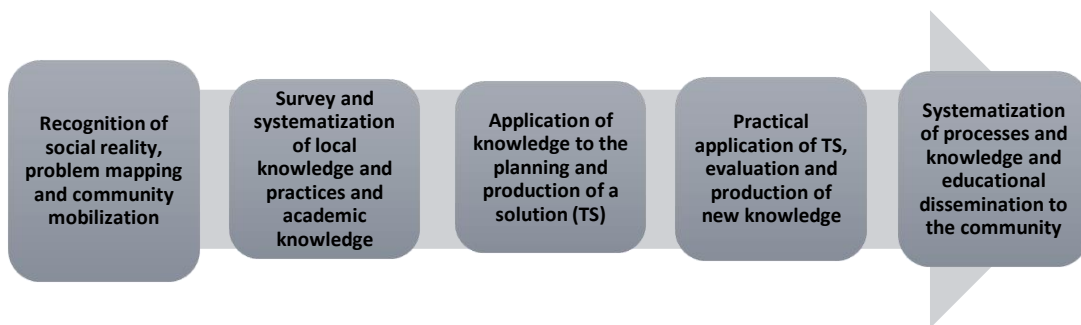 Recognition of
social reality,
problem mapping
and community
mobilization
Survey and
systematization
of local
knowledge and
practices and
academic
knowledge
Application of
knowledge to the
planning and
production of a
solution (TS)
Practical
application of TS,
evaluation and
production of
new knowledge
Systematization
of processes and
knowledge and
educational
dissemination to
the community